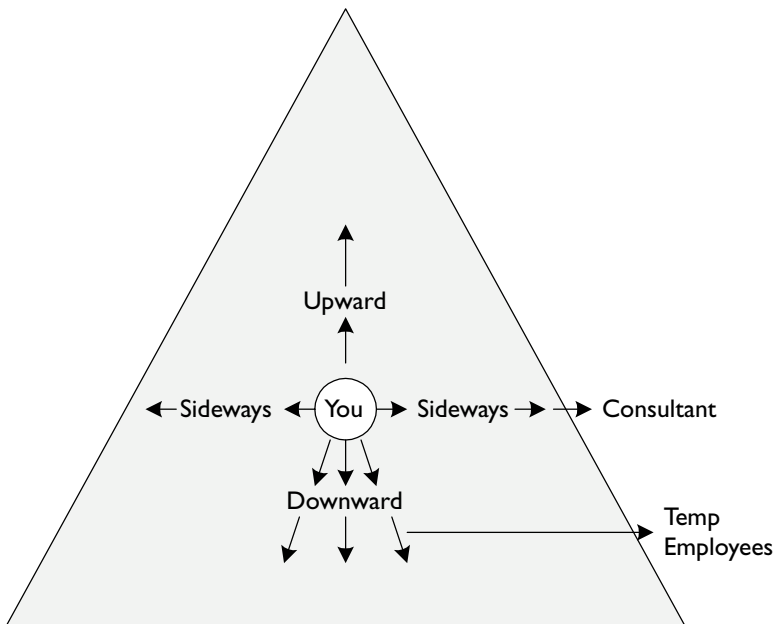 Upward
Sideways You Sideways Consultant
Downward
Temp
Employees